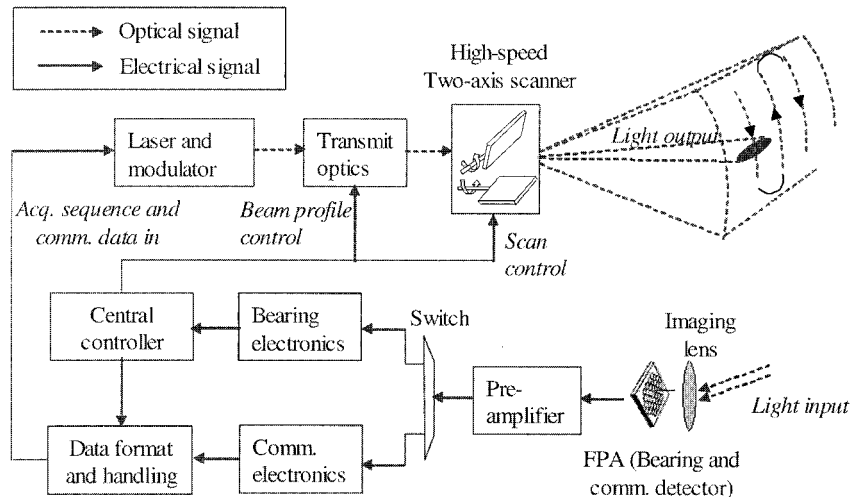 Optical signal
Electrical signal
High-speed
Two-axis scanner
Laser and
modulator
Transmit
optics
Light output
Acq. sequence and
comm. data in
Beam profile
control
Scan
control
Central
controller
Bearing
electronics
Switch
Imaging
lens
Pre-
amplifier
Light input
Data format
and handling
Comm.
electronics
FPA (Bearing and
comm. detector)